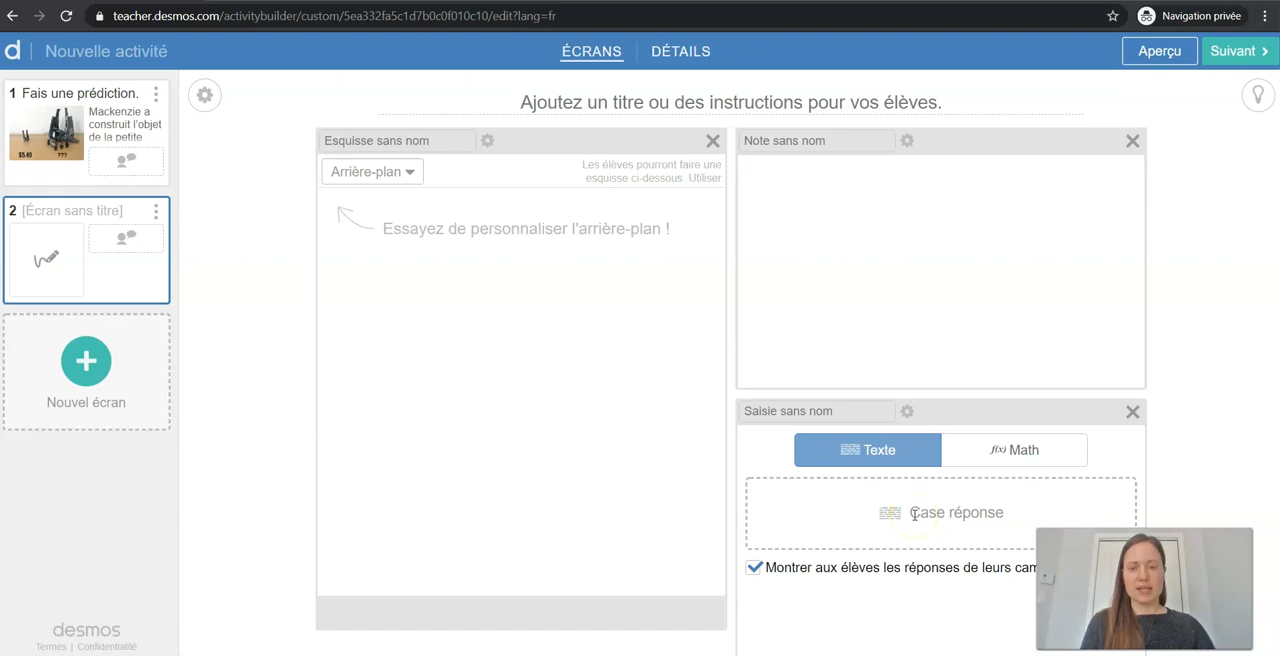 teacher.desmos.com/activitybuilder/custom/5ea332fa5c1d7b0c0f010c10/edit?lang=fr
Navigation privée
d
Nouvelle activité
ÉCRANS
DÉTAILS
Aperçu
Suivant
1 Fais une prédiction.
Mackenzie a
construit l'objet
de la petite
$5.49
???
2 [Écran sans titre]
Nouvel écran
desmos
Termes | Confidentialité
Ajoutez un titre ou des instructions pour vos élèves.
Esquisse sans nom
Arrière-plan
Les élèves pourront faire une
esquisse ci-dessous. Utiliser
Essayez de personnaliser l'arrière-plan !
Note sans nom
Saisie sans nom
Texte
f(x) Math
Case réponse
Montrer aux élèves les réponses de leurs cam